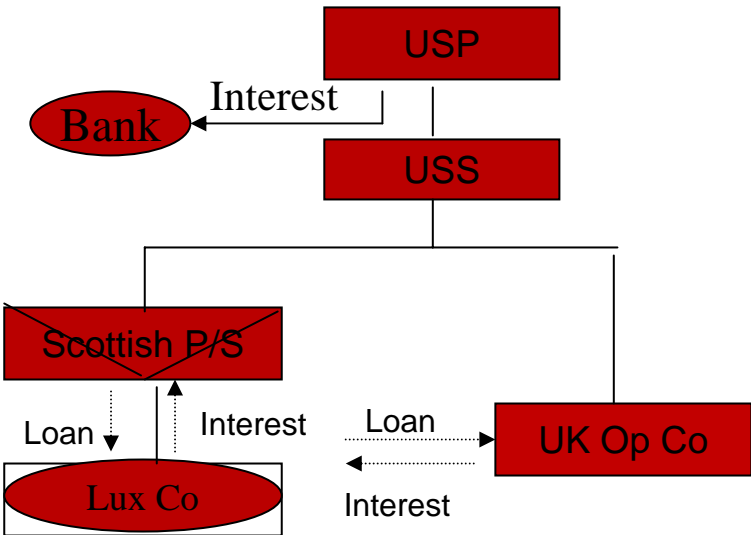 USP
Interest
Bank
USS
Scottish P/S
Loan
Interest
Loan
UK Op Co
Lux Co
Interest